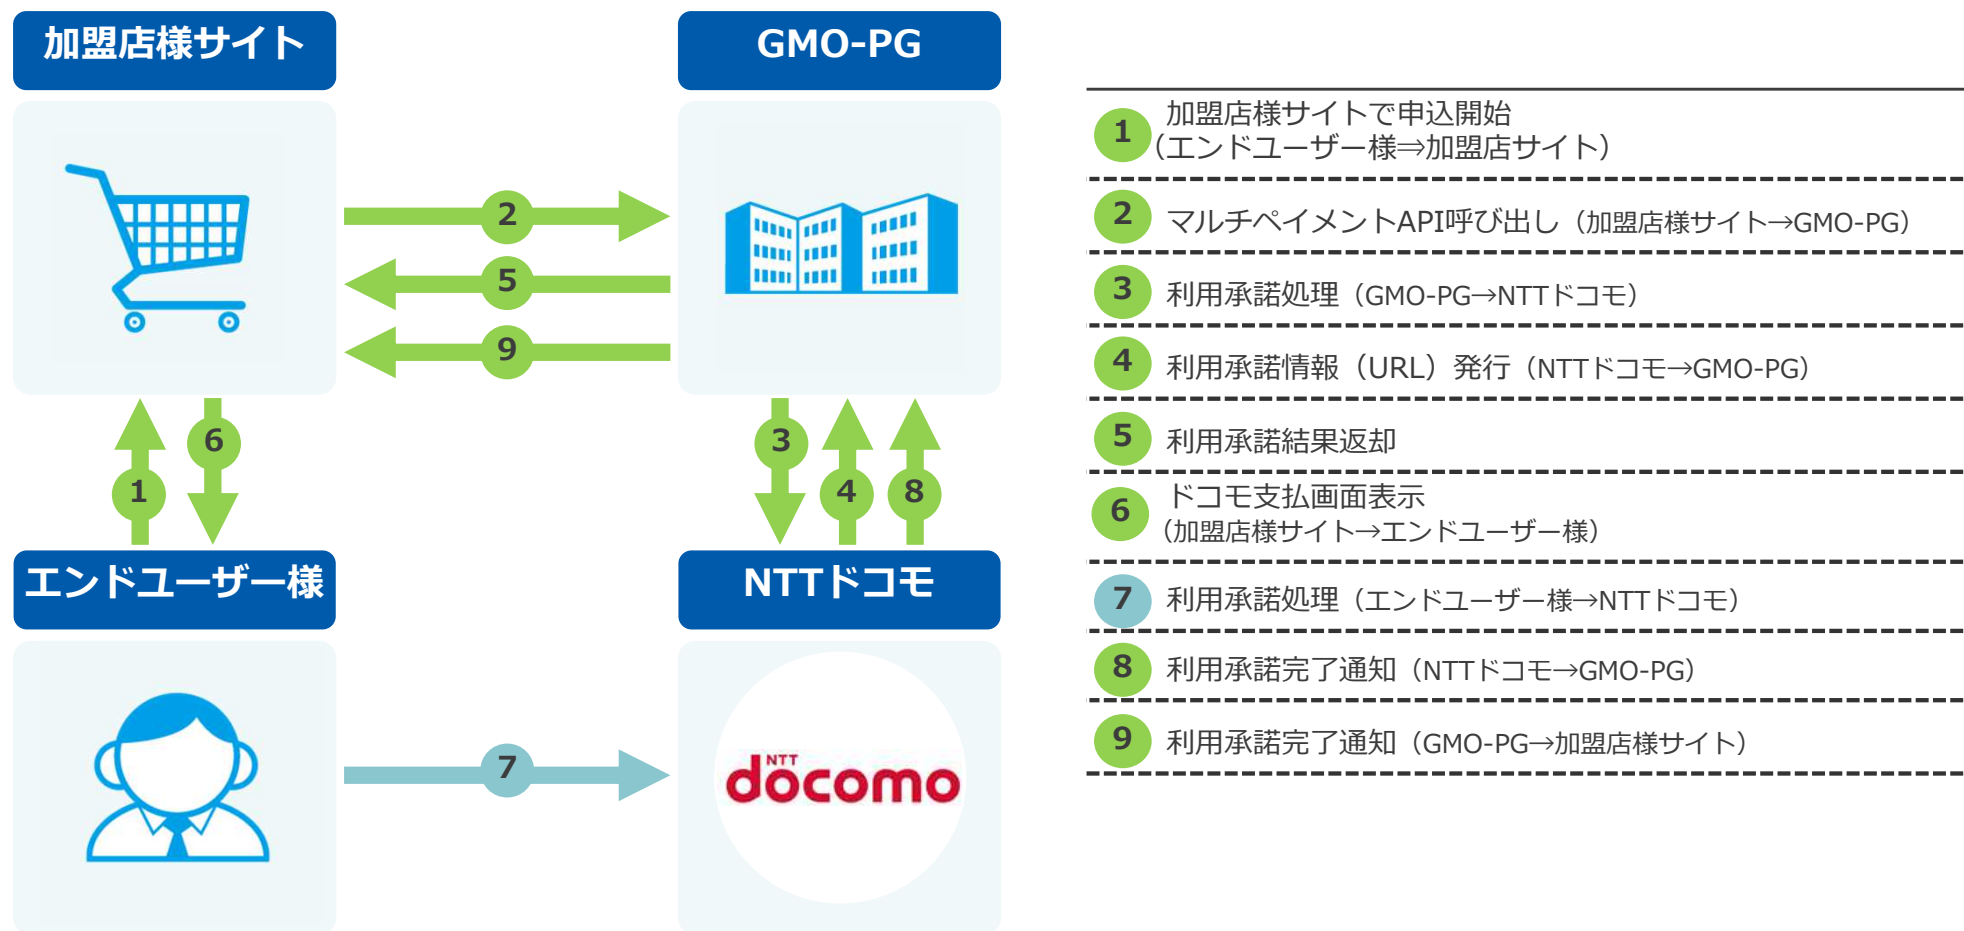 加盟店様サイト
GMO-PG
2
5
9
1
6
3
4
8
エンドユーザー様
NTTドコモ
7
NTT
docomo
1 加盟店様サイトで申込開始
（エンドユーザー様⇒加盟店サイト）
2 マルチペイメントAPI呼び出し（加盟店様サイト→GMO-PG）
3 利用承諾処理（GMO-PG→NTTドコモ）
4 利用承諾情報（URL）発行（NTTドコモ→GMO-PG）
5 利用承諾結果返却
6 ドコモ支払画面表示
（加盟店様サイト→エンドユーザー様）
7 利用承諾処理（エンドユーザー様→NTTドコモ）
8 利用承諾完了通知（NTTドコモ→GMO-PG）
9 利用承諾完了通知（GMO-PG→加盟店様サイト）